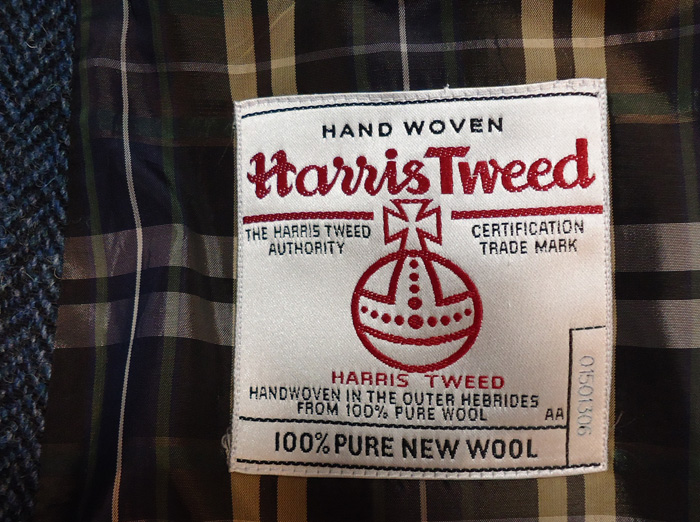 HAND WOVEN
Harris Tweed
THE HARRIS TWEED AUTHORITY
CERTIFICATION TRADE MARK
HARRIS TWEED
HANDWOVEN IN THE OUTER HEBRIDES
FROM 100% PURE WOOL
AA
01501306
100% PURE NEW WOOL